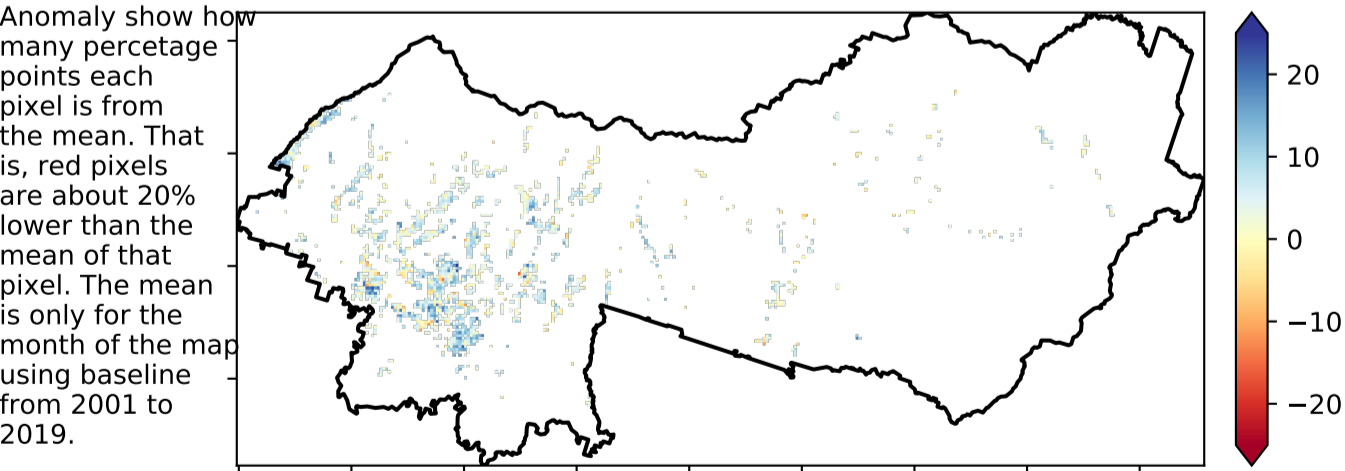 Anomaly show how
many percetage
points each
pixel is from
the mean. That
is, red pixels
are about 20%
lower than the
mean of that
pixel. The mean
is only for the
month of the map
using baseline
from 2001 to
2019.
20
10
0
−10
−20